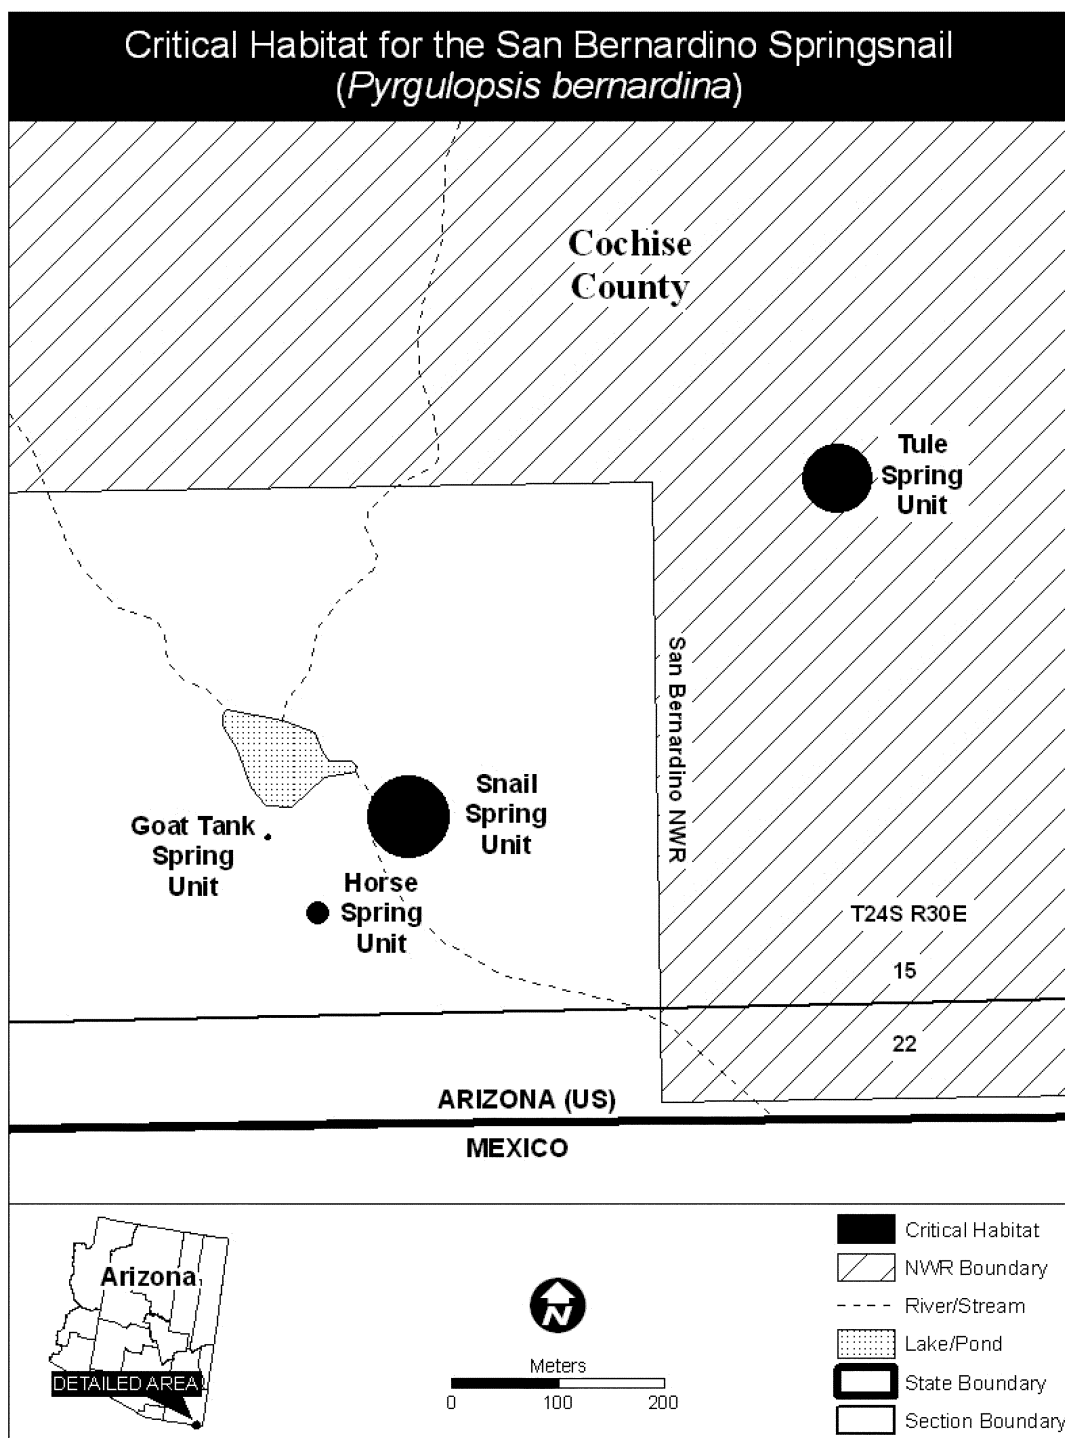 Critical Habitat for the San Bernardino Springsnail
(Pyrgulopsis bernardina)
Cochise
County
Tule
Spring
Unit
San Bernardino NWR
Snail
Spring
Unit
Goat Tank
Spring
Unit
Horse
Spring
Unit
T24S R30E
15
22
ARIZONA (US)
MEXICO
Arizona
DETAILED AREA
N
Meters
0 100 200
Critical Habitat
NWR Boundary
River/Stream
Lake/Pond
State Boundary
Section Boundary